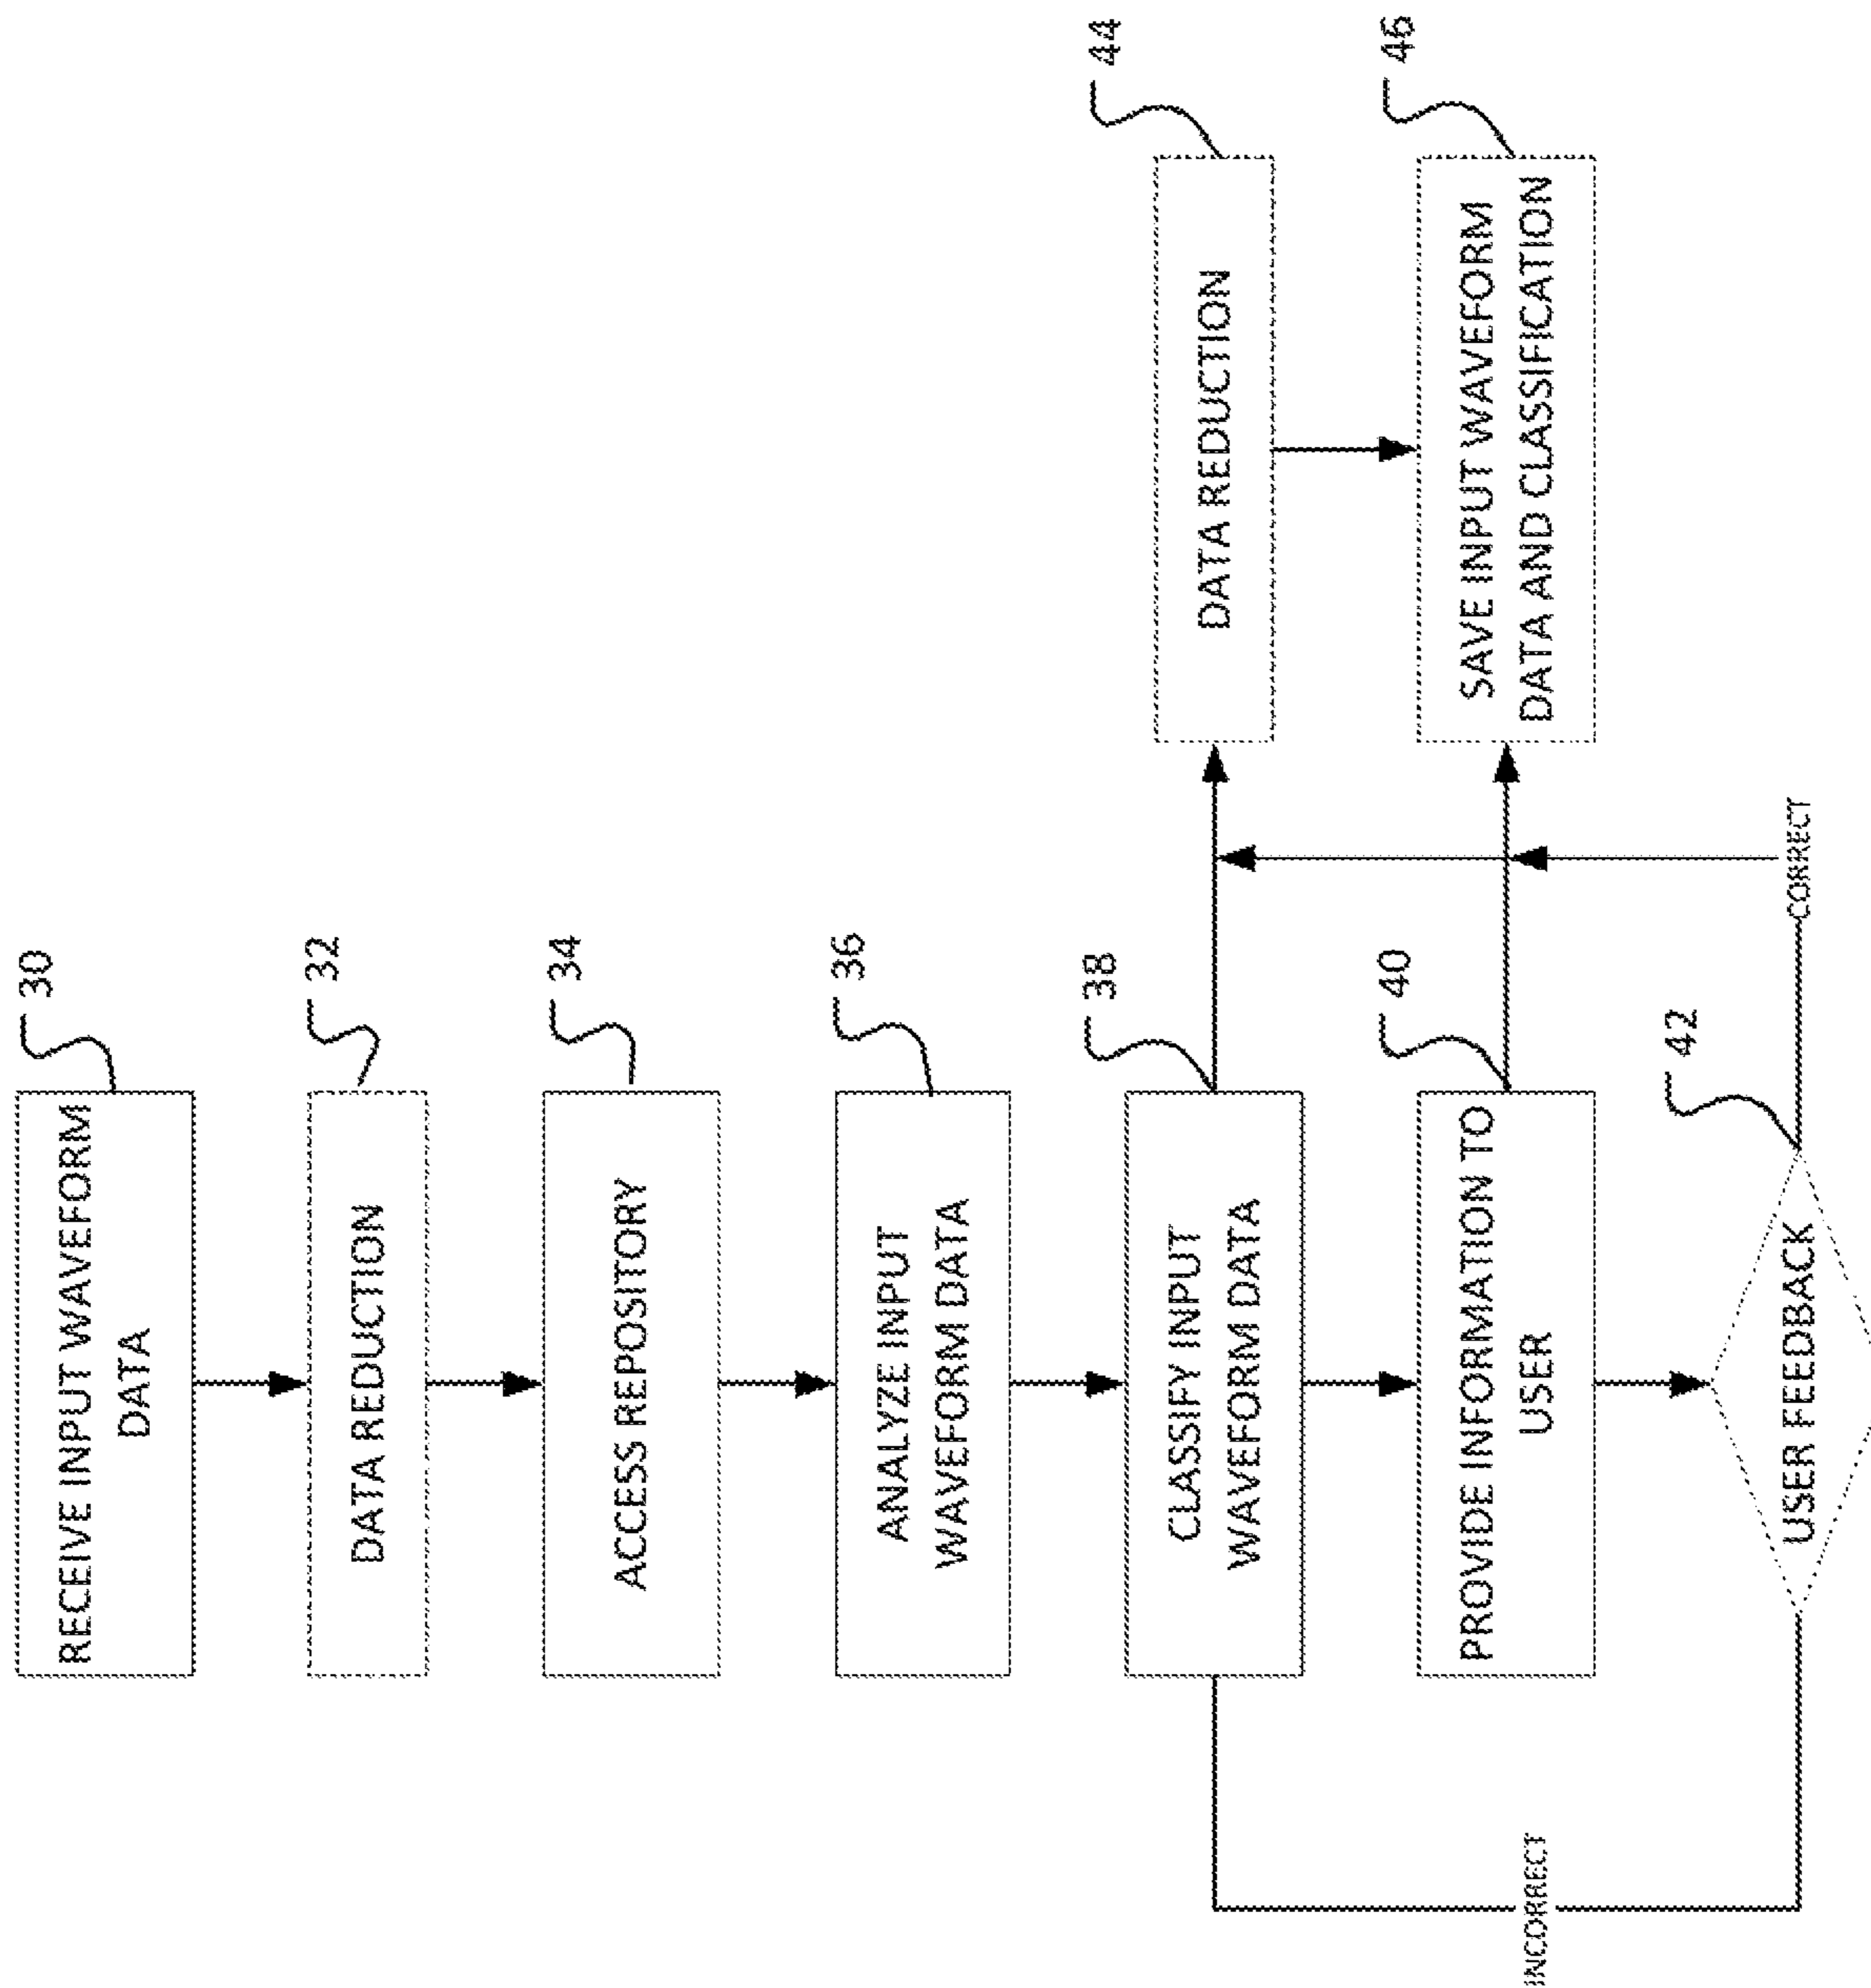 RECEIVE INPUT WAVEFORM
DATA
30
DATA REDUCTION
32
ACCESS REPOSITORY
34
ANALYZE INPUT
WAVEFORM DATA
36
CLASSIFY INPUT
WAVEFORM DATA
38
DATA REDUCTION
44
PROVIDE INFORMATION TO
USER
40
SAVE INPUT WAVEFORM
DATA AND CLASSIFICATION
46
INCORRECT
USER FEEDBACK
42
CORRECT